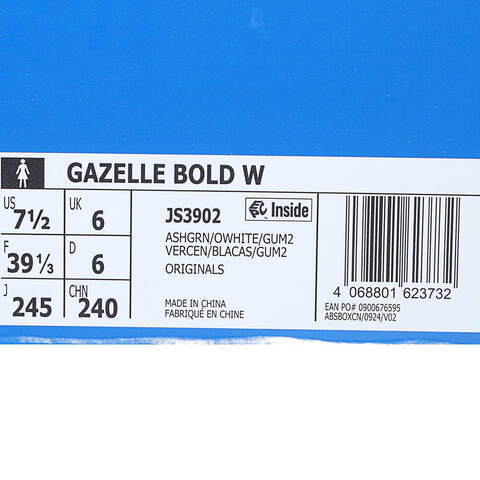 GAZELLE BOLD W
US 7½ UK 6
F 39⅓ D 6
J 245 CHN 240
JS3902
Inside
ASHGRN/OWHITE/GUM2
VERCEN/BLACAS/GUM2
ORIGINALS
MADE IN CHINA
FABRIQUÉ EN CHINE
4 068801 623732
EAN PO# 0900676595
ABSBOXCN/0924/V02